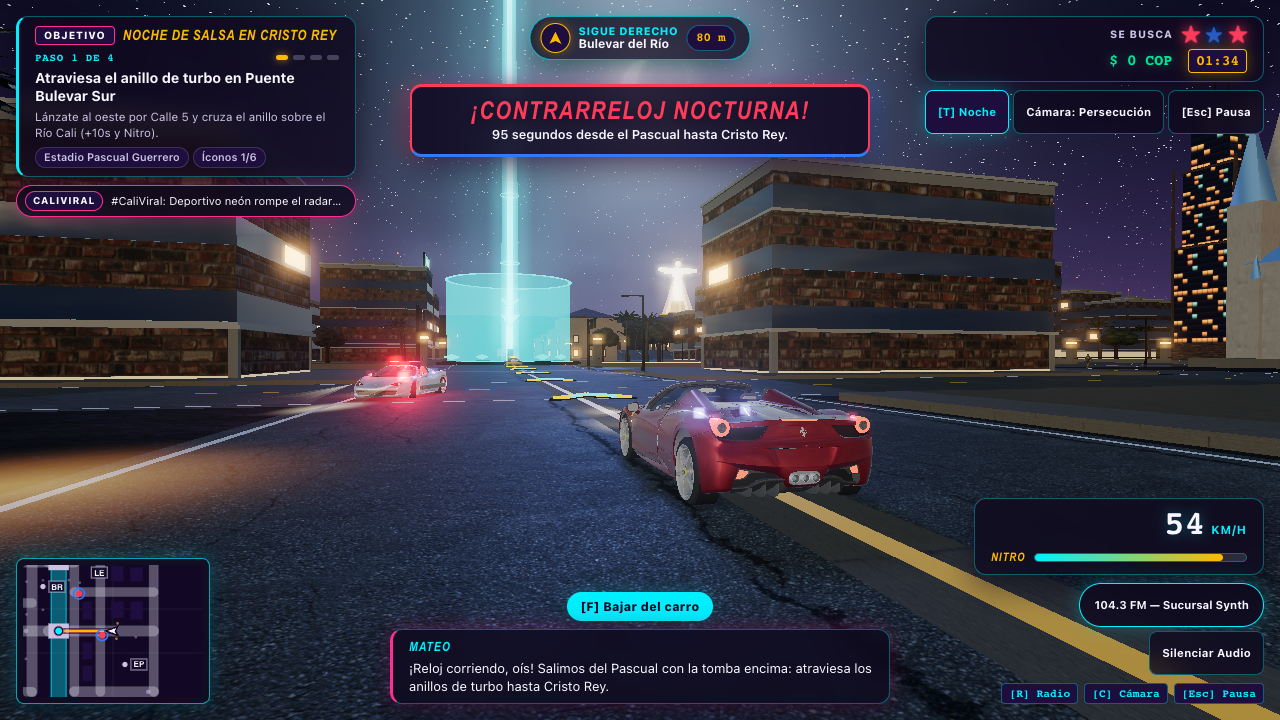 OBJETIVO NOCHE DE SALSA EN CRISTO REY
PASO 1 DE 4
Atraviesa el anillo de turbo en Puente
Bulevar Sur
Lánzate al oeste por Calle 5 y cruza el anillo sobre el
Río Cali (+10s y Nitro).
Estadio Pascual Guerrero Íconos 1/6
CALIVIRAL #CaliViral: Deportivo neón rompe el radar...
SIGUE DERECHO
Bulevar del Río
80 m
¡CONTRARRELOJ NOCTURNA!
95 segundos desde el Pascual hasta Cristo Rey.
SE BUSCA
$ 0 COP 01:34
[T] Noche Cámara: Persecución [Esc] Pausa
LE
BR
EP
[F] Bajar del carro
MATEO
¡Reloj corriendo, oís! Salimos del Pascual con la tomba encima: atraviesa los
anillos de turbo hasta Cristo Rey.
54 KM/H
NITRO
104.3 FM — Sucursal Synth
Silenciar Audio
[R] Radio [C] Cámara [Esc] Pausa